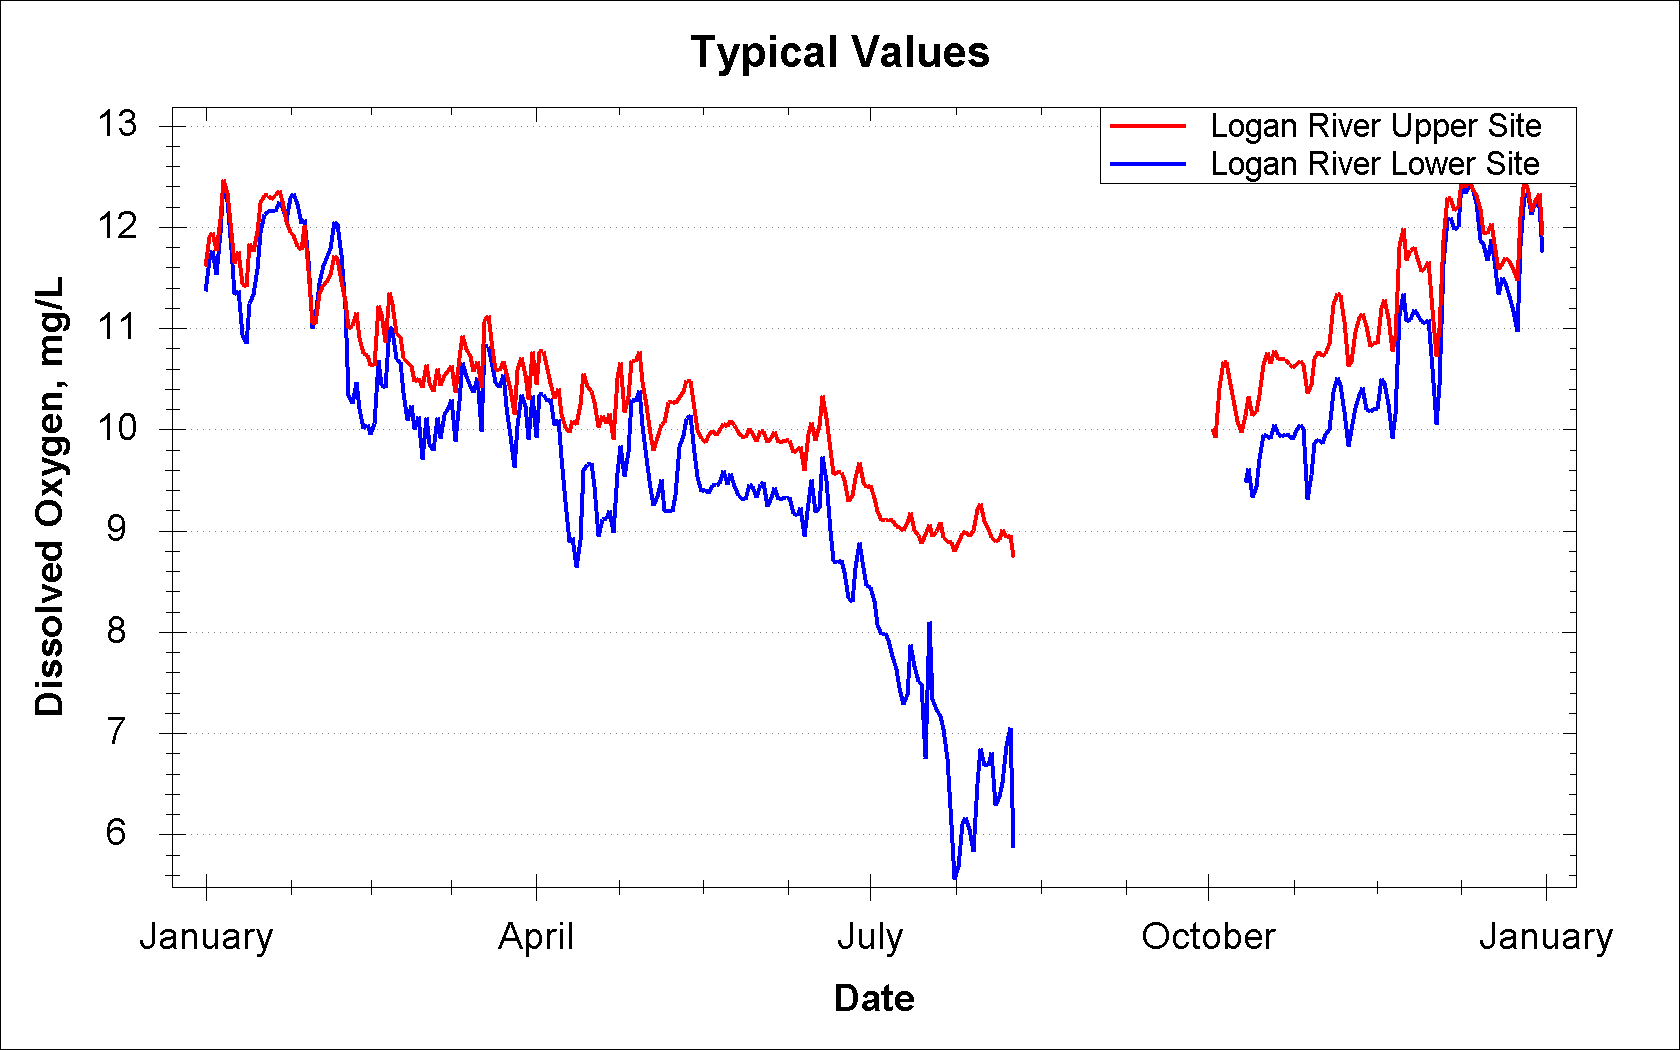 Typical Values
Logan River Upper Site
Logan River Lower Site
13
12
11
10
9
8
7
6
Dissolved Oxygen, mg/L
January April July October January
Date